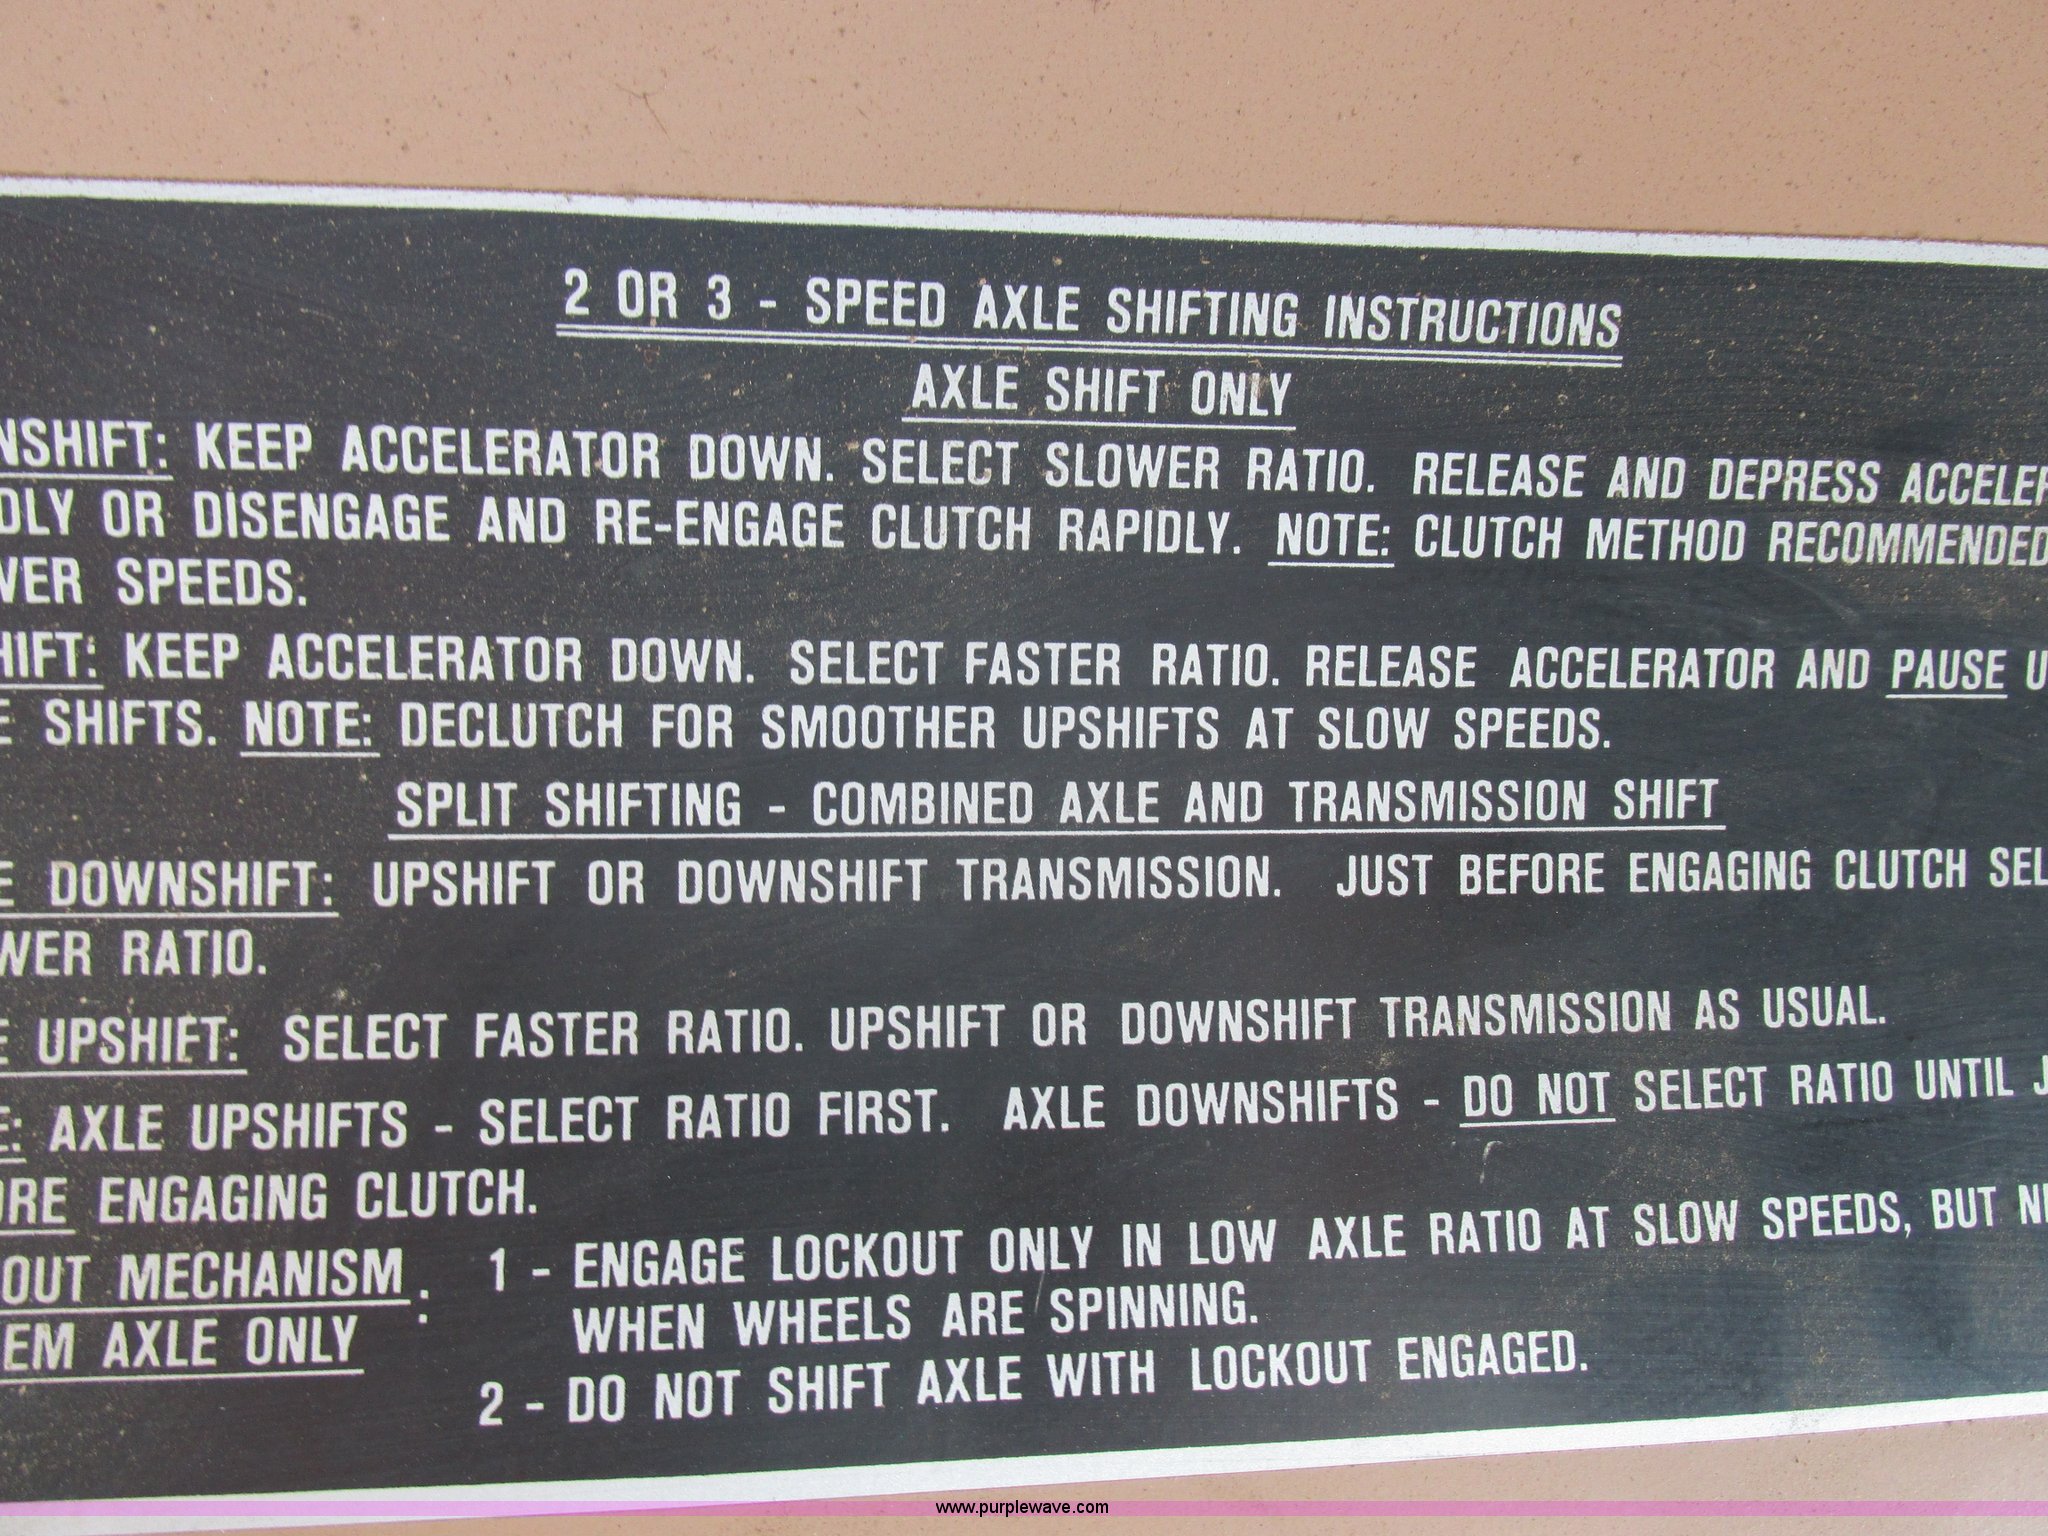 2 OR 3 - SPEED AXLE SHIFTING INSTRUCTIONS
AXLE SHIFT ONLY
NSHIFT: KEEP ACCELERATOR DOWN. SELECT SLOWER RATIO. RELEASE AND DEPRESS ACCELER
DLY OR DISENGAGE AND RE-ENGAGE CLUTCH RAPIDLY. NOTE: CLUTCH METHOD RECOMMENDED
WER SPEEDS.
HIFT: KEEP ACCELERATOR DOWN. SELECT FASTER RATIO. RELEASE ACCELERATOR AND PAUSE U
E SHIFTS. NOTE: DECLUTCH FOR SMOOTHER UPSHIFTS AT SLOW SPEEDS.
SPLIT SHIFTING - COMBINED AXLE AND TRANSMISSION SHIFT
E DOWNSHIFT: UPSHIFT OR DOWNSHIFT TRANSMISSION. JUST BEFORE ENGAGING CLUTCH SEL
WER RATIO.
E UPSHIFT: SELECT FASTER RATIO. UPSHIFT OR DOWNSHIFT TRANSMISSION AS USUAL.
E: AXLE UPSHIFTS - SELECT RATIO FIRST. AXLE DOWNSHIFTS - DO NOT SELECT RATIO UNTIL J
ORE ENGAGING CLUTCH.
OUT MECHANISM : 1 - ENGAGE LOCKOUT ONLY IN LOW AXLE RATIO AT SLOW SPEEDS, BUT NE
WHEN WHEELS ARE SPINNING.
EM AXLE ONLY
2 - DO NOT SHIFT AXLE WITH LOCKOUT ENGAGED.
www.purplewave.com